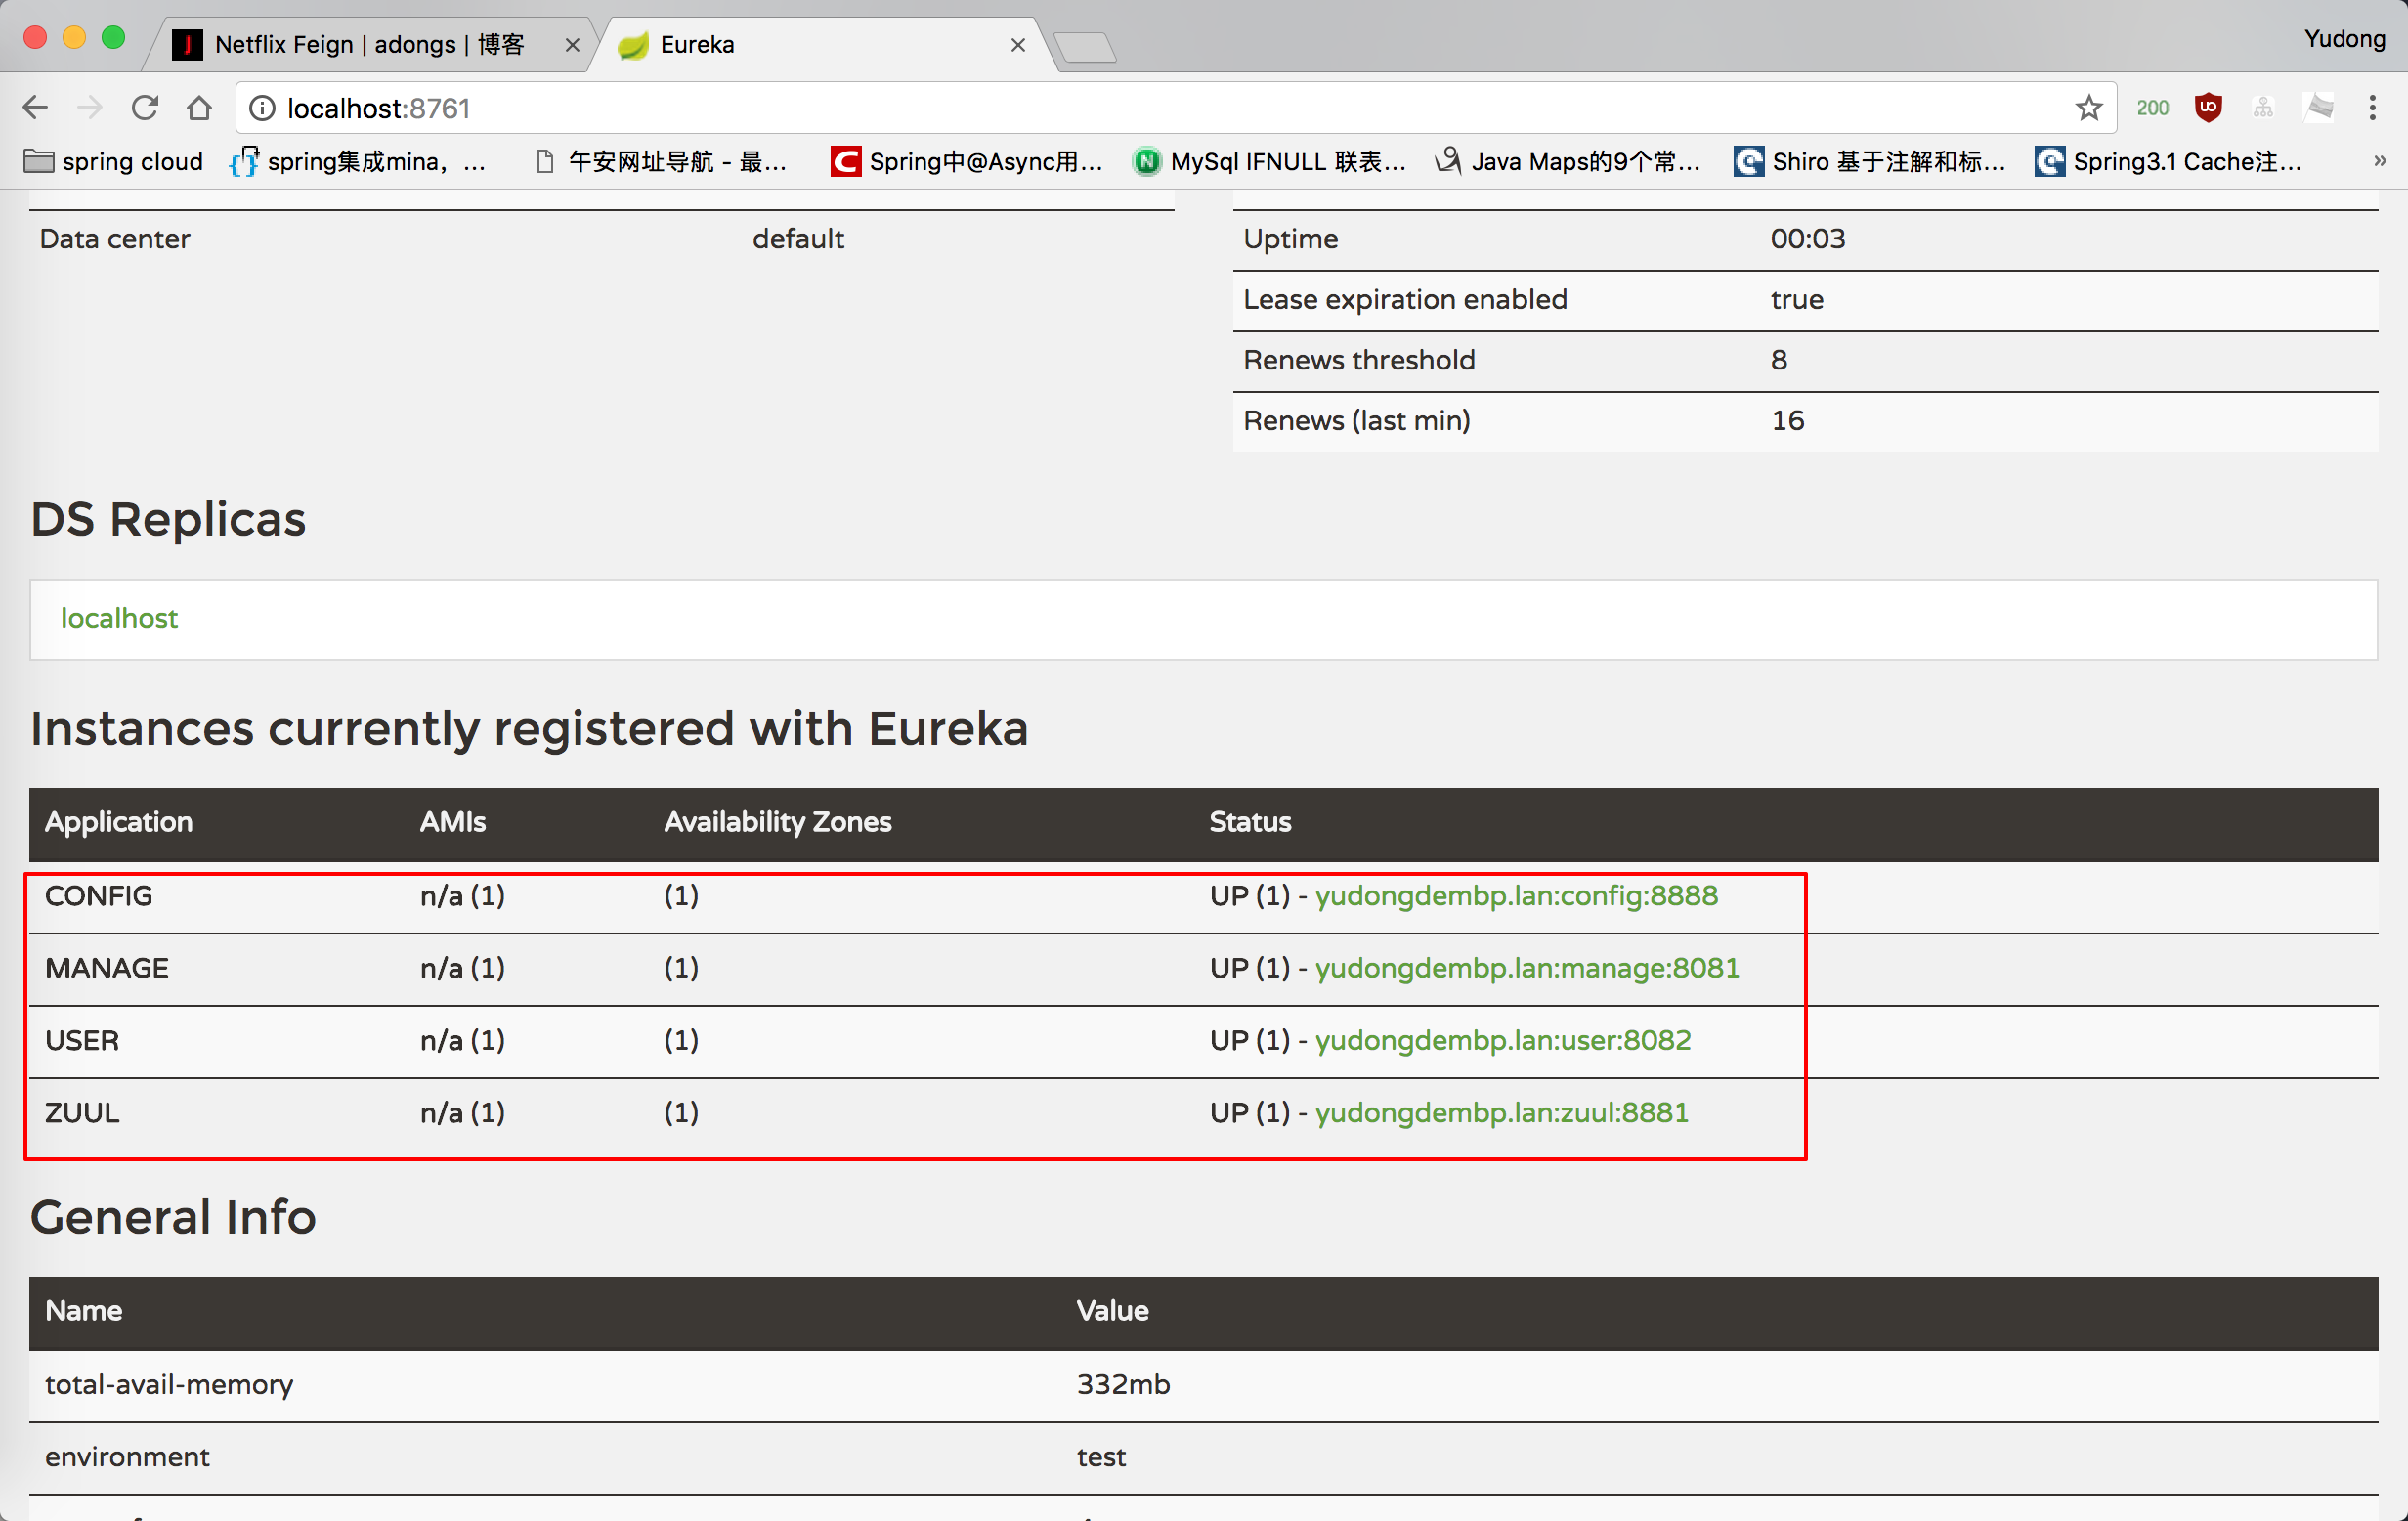 Netflix Feign | adongs | 博客
Eureka
Yudong
localhost:8761
200
spring cloud
spring集成mina，...
午安网址导航 - 最...
Spring中@Async用...
MySql IFNULL 联表...
Java Maps的9个常...
Shiro 基于注解和标...
Spring3.1 Cache注...
»
Data center default
Uptime 00:03
Lease expiration enabled true
Renews threshold 8
Renews (last min) 16
DS Replicas
localhost
Instances currently registered with Eureka
Application AMIs Availability Zones Status
CONFIG n/a (1) (1) UP (1) - yudongdembp.lan:config:8888
MANAGE n/a (1) (1) UP (1) - yudongdembp.lan:manage:8081
USER n/a (1) (1) UP (1) - yudongdembp.lan:user:8082
ZUUL n/a (1) (1) UP (1) - yudongdembp.lan:zuul:8881
General Info
Name Value
total-avail-memory 332mb
environment test